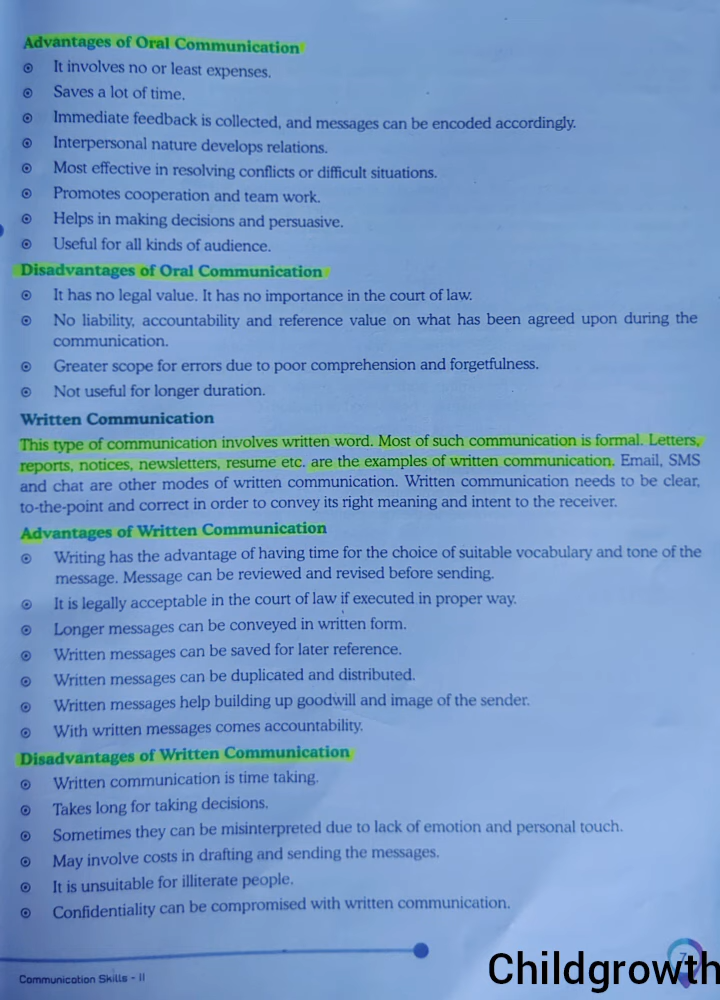 Advantages of Oral Communication
It involves no or least expenses.
Saves a lot of time.
Immediate feedback is collected, and messages can be encoded accordingly.
Interpersonal nature develops relations.
Most effective in resolving conflicts or difficult situations.
Promotes cooperation and team work.
Helps in making decisions and persuasive.
Useful for all kinds of audience.
Disadvantages of Oral Communication
It has no legal value. It has no importance in the court of law.
No liability, accountability and reference value on what has been agreed upon during the
communication.
Greater scope for errors due to poor comprehension and forgetfulness.
Not useful for longer duration.
Written Communication
This type of communication involves written word. Most of such communication is formal. Letters,
reports, notices, newsletters, resume etc. are the examples of written communication. Email, SMS
and chat are other modes of written communication. Written communication needs to be clear,
to-the-point and correct in order to convey its right meaning and intent to the receiver.
Advantages of Written Communication
Writing has the advantage of having time for the choice of suitable vocabulary and tone of the
message. Message can be reviewed and revised before sending.
It is legally acceptable in the court of law if executed in proper way.
Longer messages can be conveyed in written form.
Written messages can be saved for later reference.
Written messages can be duplicated and distributed.
Written messages help building up goodwill and image of the sender.
With written messages comes accountability.
Disadvantages of Written Communication
Written communication is time taking.
Takes long for taking decisions.
Sometimes they can be misinterpreted due to lack of emotion and personal touch.
May involve costs in drafting and sending the messages.
It is unsuitable for illiterate people.
Confidentiality can be compromised with written communication.
Communication Skills - II
Childgrowth